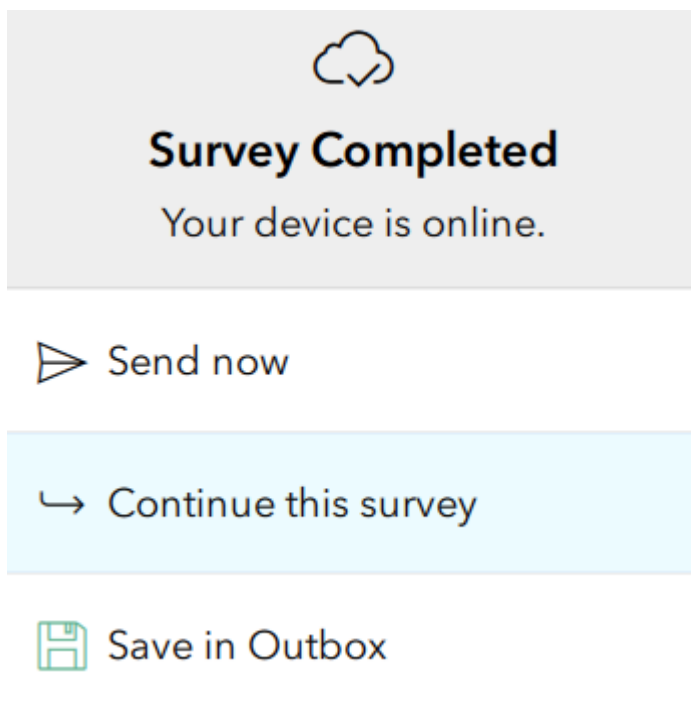 Survey Completed
Your device is online.
Send now
Continue this survey
Save in Outbox